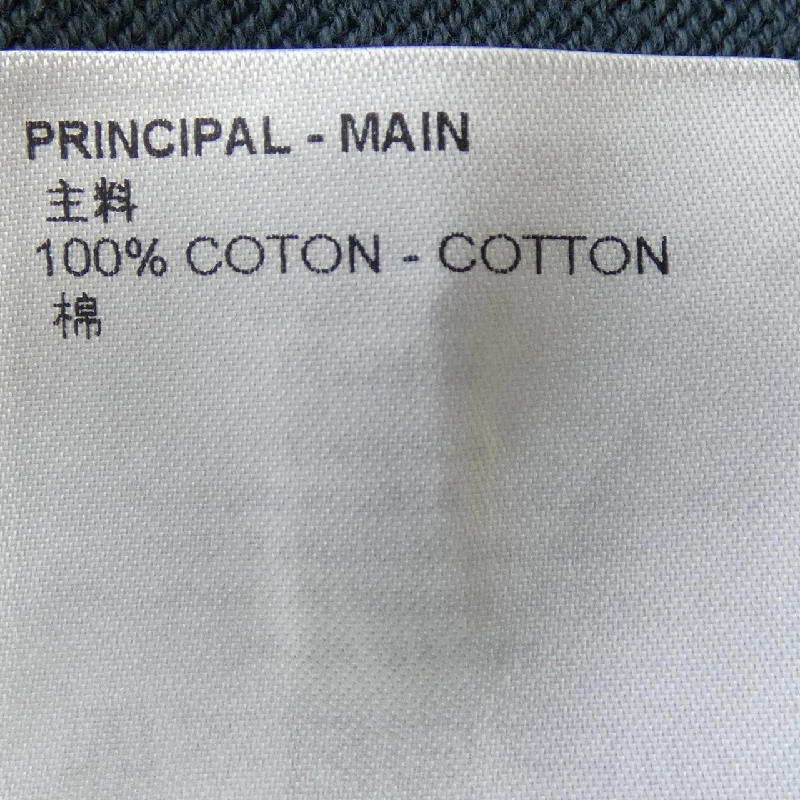 PRINCIPAL - MAIN
主料
100% COTON - COTTON
棉